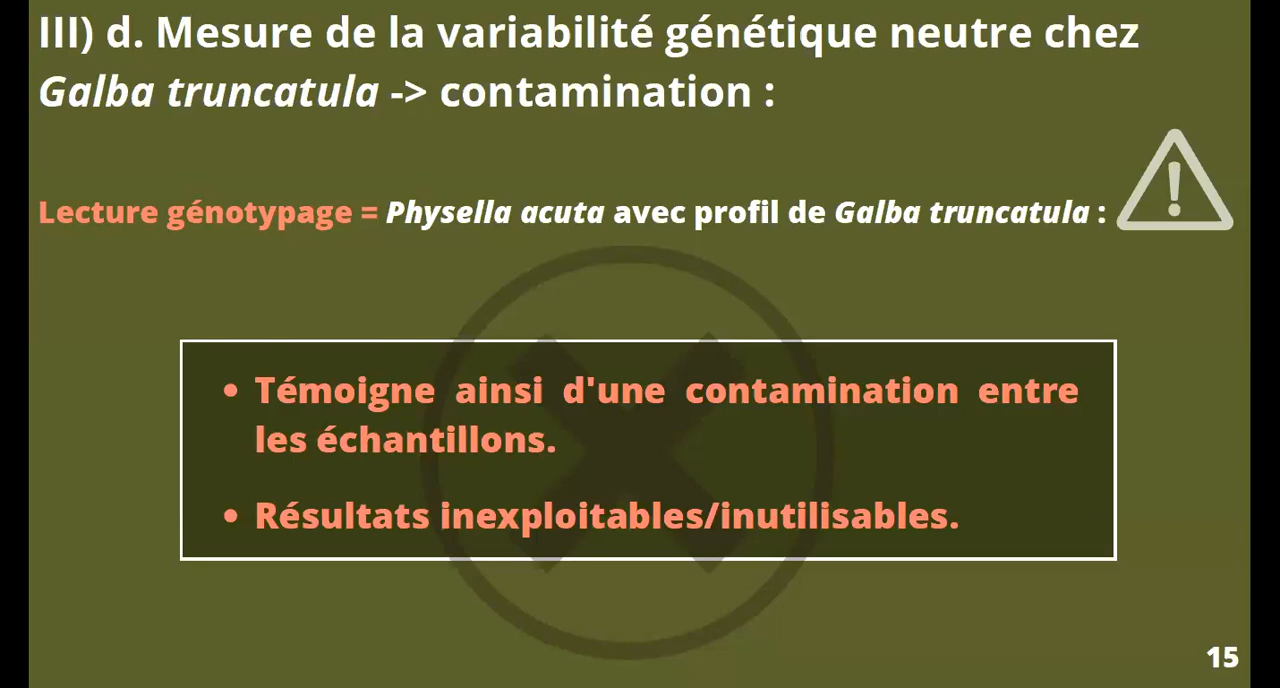 III) d. Mesure de la variabilité génétique neutre chez
Galba truncatula -> contamination :
Lecture génotypage = Physella acuta avec profil de Galba truncatula :
• Témoigne ainsi d'une contamination entre
les échantillons.
• Résultats inexploitables/inutilisables.
15